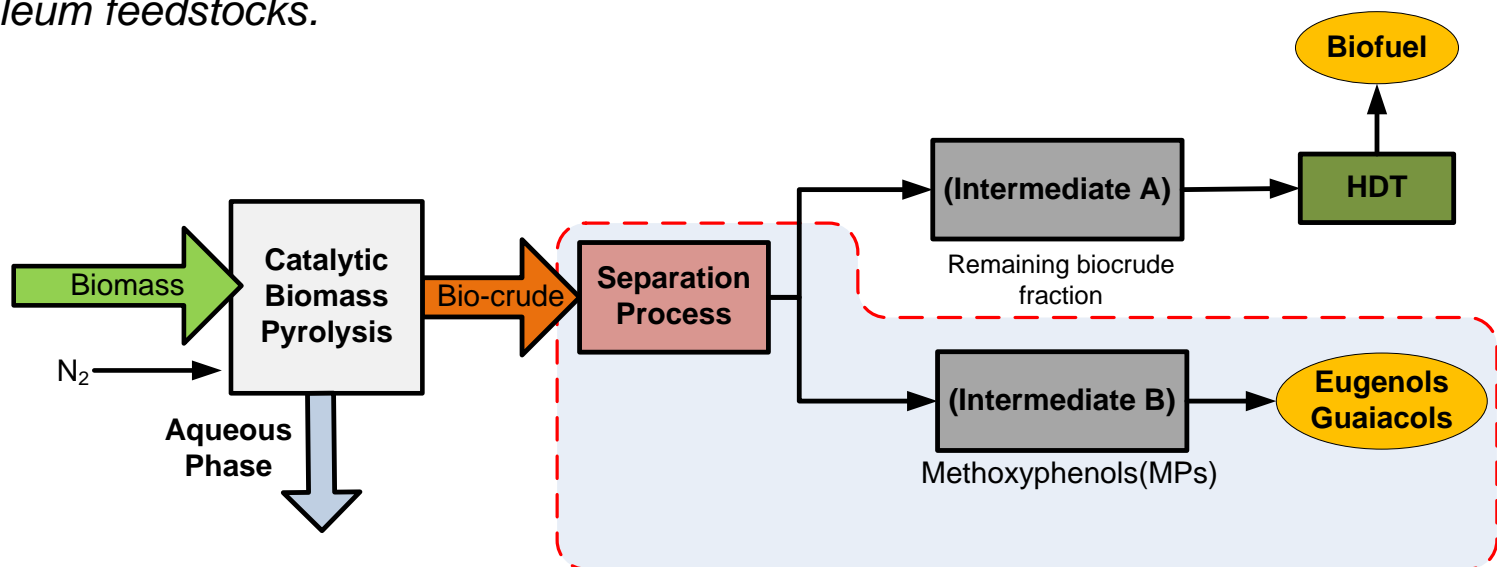 leum feedstocks.
Biofuel
(Intermediate A)
HDT
Remaining biocrude
fraction
Biomass
Catalytic
Biomass
Pyrolysis
Bio-crude
Separation
Process
N₂
Aqueous
Phase
(Intermediate B)
Methoxyphenols(MPs)
Eugenols
Guaiacols